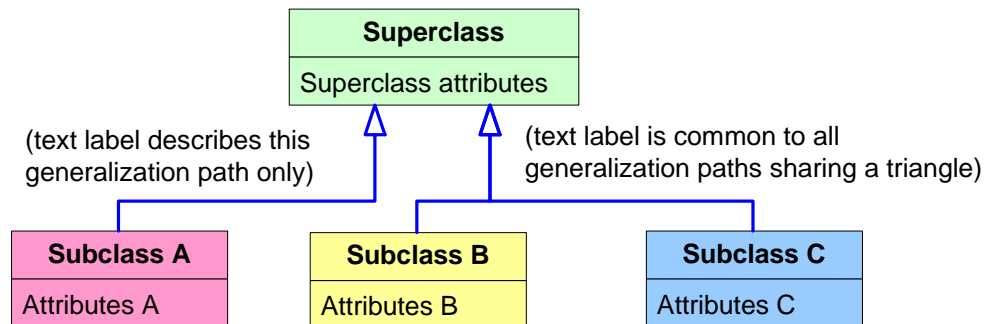 Superclass
Superclass attributes
(text label describes this
generalization path only)
(text label is common to all
generalization paths sharing a triangle)
Subclass A
Attributes A
Subclass B
Attributes B
Subclass C
Attributes C